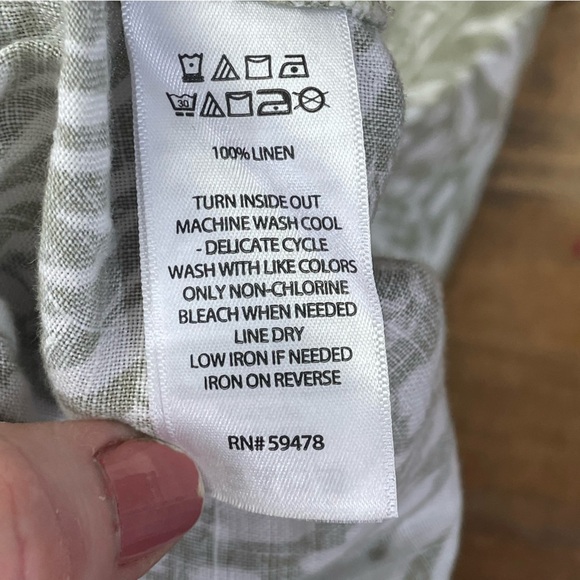 30
100% LINEN
TURN INSIDE OUT
MACHINE WASH COOL
- DELICATE CYCLE
WASH WITH LIKE COLORS
ONLY NON-CHLORINE
BLEACH WHEN NEEDED
LINE DRY
LOW IRON IF NEEDED
IRON ON REVERSE
RN# 59478